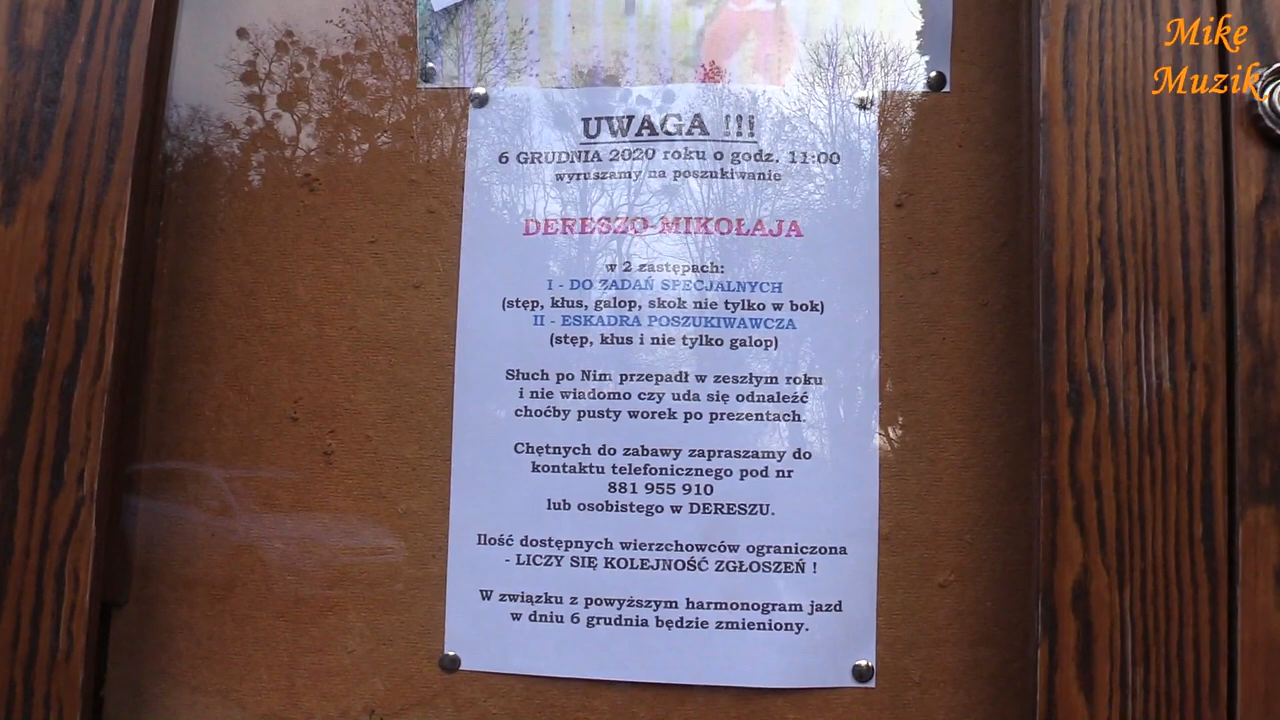 Mike
Muzik
UWAGA !!!
6 GRUDNIA 2020 roku o godz. 11:00
wyruszamy na poszukiwanie
DERESZO-MIKOŁAJA
w 2 zastępach:
I - DO ZADAŃ SPECJALNYCH
(stęp, kłus, galop, skok nie tylko w bok)
II - ESKADRA POSZUKIWAWCZA
(stęp, kłus i nie tylko galop)
Słuch po Nim przepadł w zeszłym roku
i nie wiadomo czy uda się odnaleźć
choćby pusty worek po prezentach.
Chętnych do zabawy zapraszamy do
kontaktu telefonicznego pod nr
881 955 910
lub osobistego w DERESZU.
Ilość dostępnych wierzchowców ograniczona
- LICZY SIĘ KOLEJNOŚĆ ZGŁOSZEŃ !
W związku z powyższym harmonogram jazd
w dniu 6 grudnia będzie zmieniony.